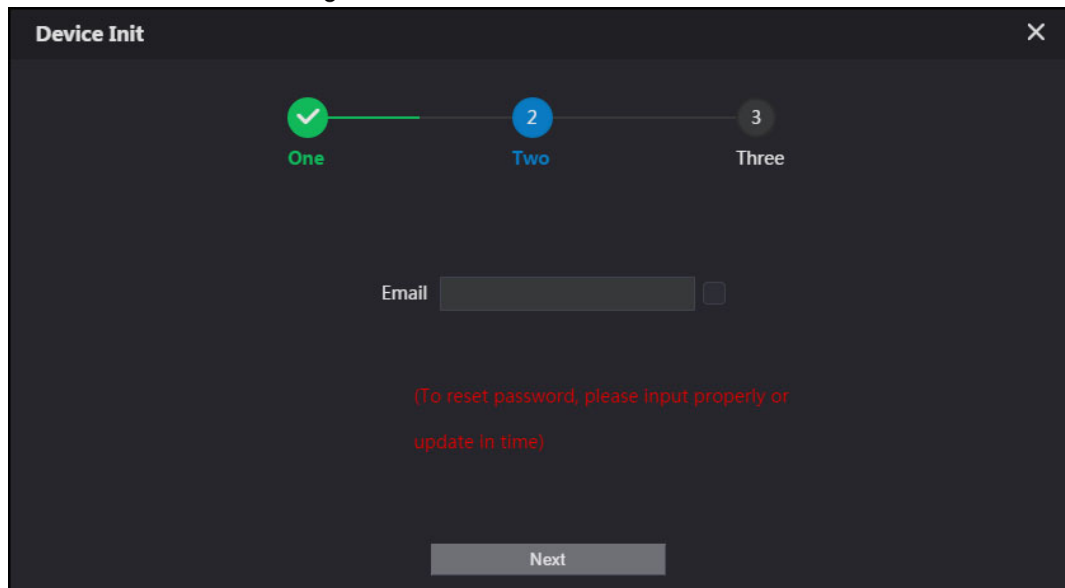 Device Init
2
3
One
Two
Three
Email
(To reset password, please input properly or
update in time)
Next